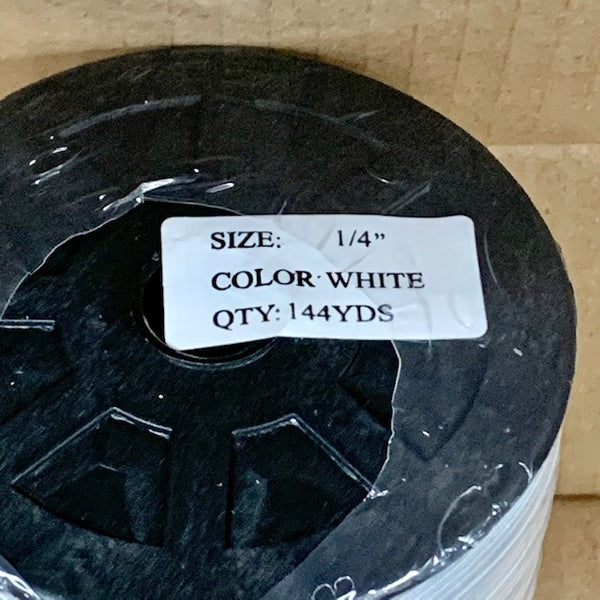 SIZE: 1/4”
COLOR: WHITE
QTY: 144YDS